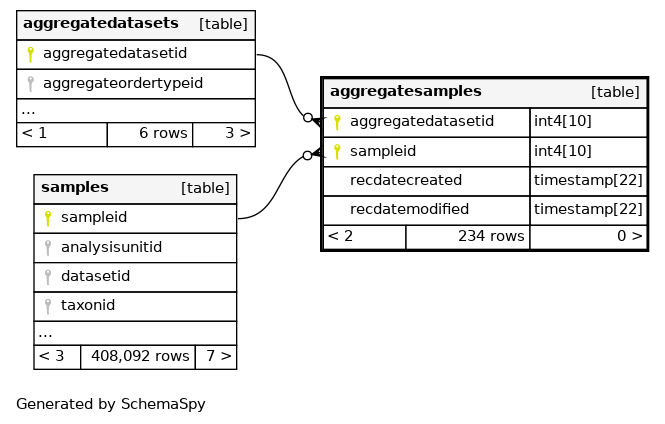 aggregatedatasets [table]
aggregatedatasetid
aggregateordertypeid
...
< 1 6 rows 3 >
samples [table]
sampleid
analysisunitid
datasetid
taxonid
...
< 3 408,092 rows 7 >
aggregatesamples [table]
aggregatedatasetid int4[10]
sampleid int4[10]
recdatecreated timestamp[22]
recdatemodified timestamp[22]
< 2 234 rows 0 >
Generated by SchemaSpy